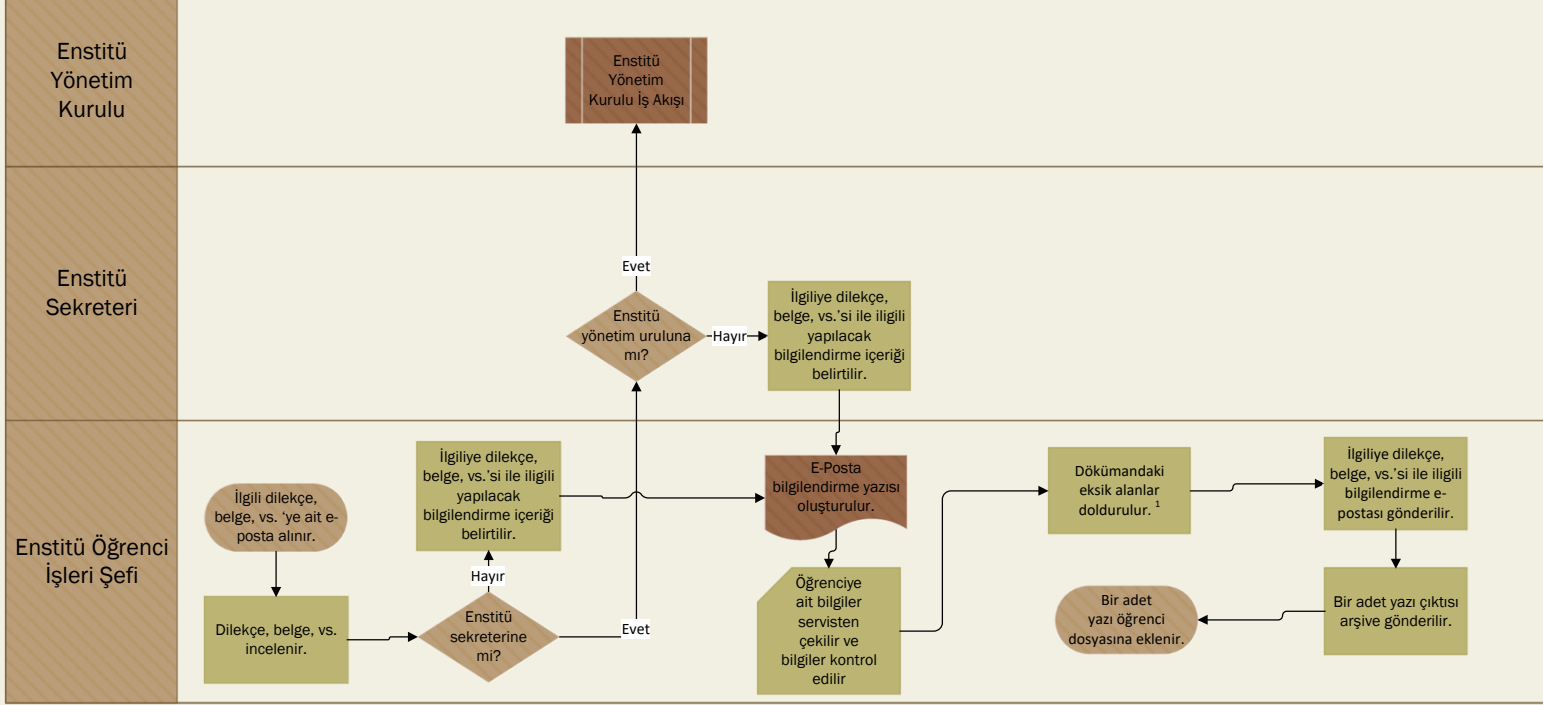 Enstitü
Yönetim
Kurulu
Enstitü
Yönetim
Kurulu İş Akışı
Enstitü
Sekreteri
Evet
Enstitü
yönetim uruluna
mı?
Hayır
İlgiliye dilekçe,
belge, vs.'si ile iligili
yapılacak
bilgilendirme içeriği
belirtilir.
Enstitü Öğrenci
İşleri Şefi
İlgili dilekçe,
belge, vs. ‘ye ait e-
posta alınır.
Dilekçe, belge, vs.
incelenir.
Enstitü
sekreterine
mi?
Hayır
Evet
İlgiliye dilekçe,
belge, vs.'si ile iligili
yapılacak
bilgilendirme içeriği
belirtilir.
E-Posta
bilgilendirme yazısı
oluşturulur.
Öğrenciye
ait bilgiler
servisten
çekilir ve
bilgiler kontrol
edilir
Dökümandaki
eksik alanlar
doldurulur. 1
İlgiliye dilekçe,
belge, vs.'si ile iligili
bilgilendirme e-
postası gönderilir.
Bir adet yazı çıktısı
arşive gönderilir.
Bir adet
yazı öğrenci
dosyasına eklenir.